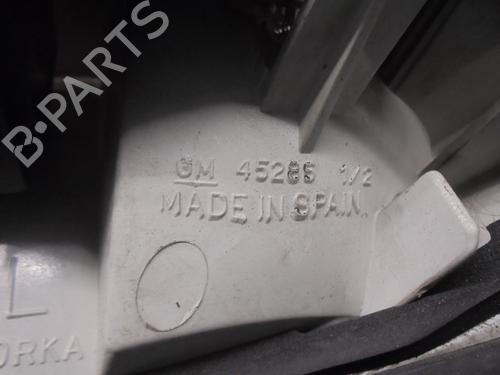 B-PARTS
GM 45285 1/2
MADE IN SPAIN.
L
ORKA